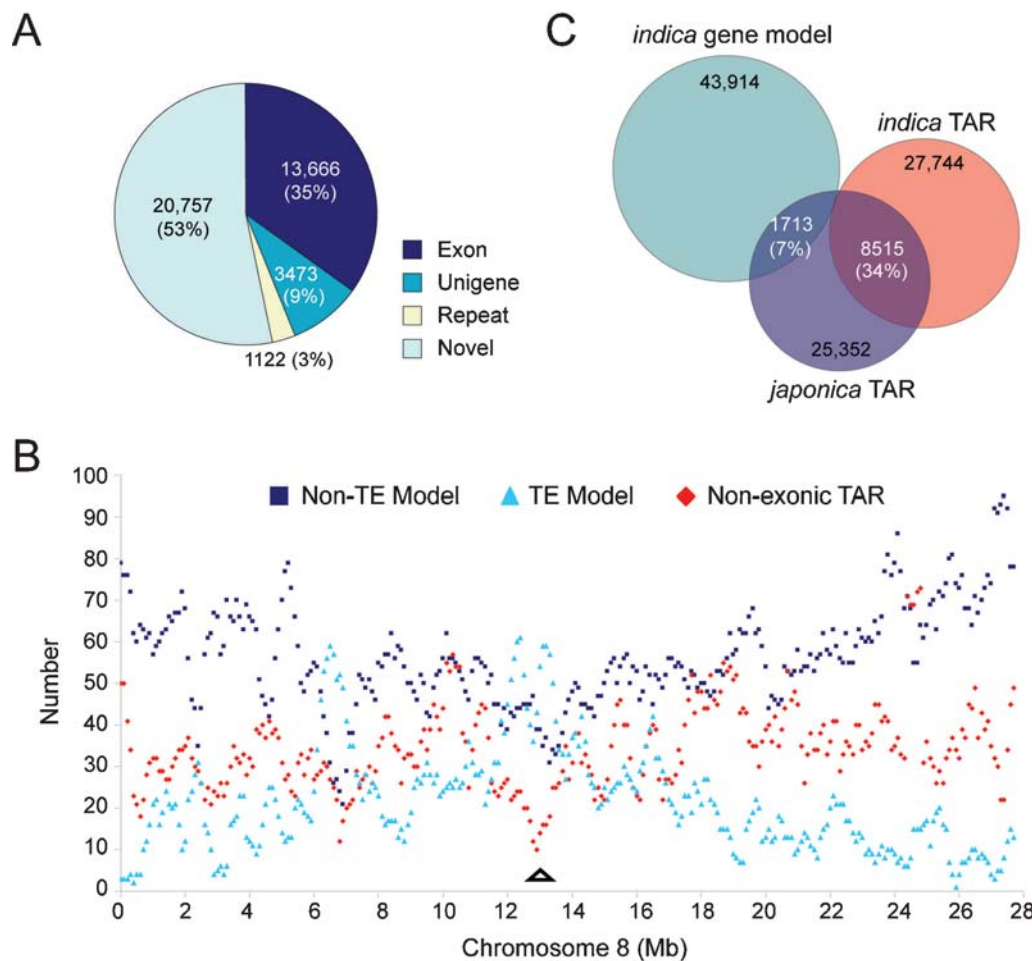 A
13,666
(35%)
20,757
(53%)
3473
(9%)
1122 (3%)
Exon
Unigene
Repeat
Novel
C
indica gene model
43,914
indica TAR
27,744
1713
(7%)
8515
(34%)
25,352
japonica TAR
B
Non-TE Model
TE Model
Non-exonic TAR
Number
100
90
80
70
60
50
40
30
20
10
0
0 2 4 6 8 10 12 14 16 18 20 22 24 26 28
Chromosome 8 (Mb)